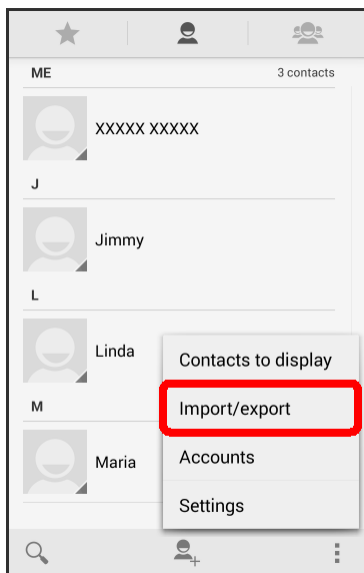 ME 3 contacts
XXXXX XXXXX
J
Jimmy
L
Linda
Contacts to display
M
Import/export
Maria
Accounts
Settings